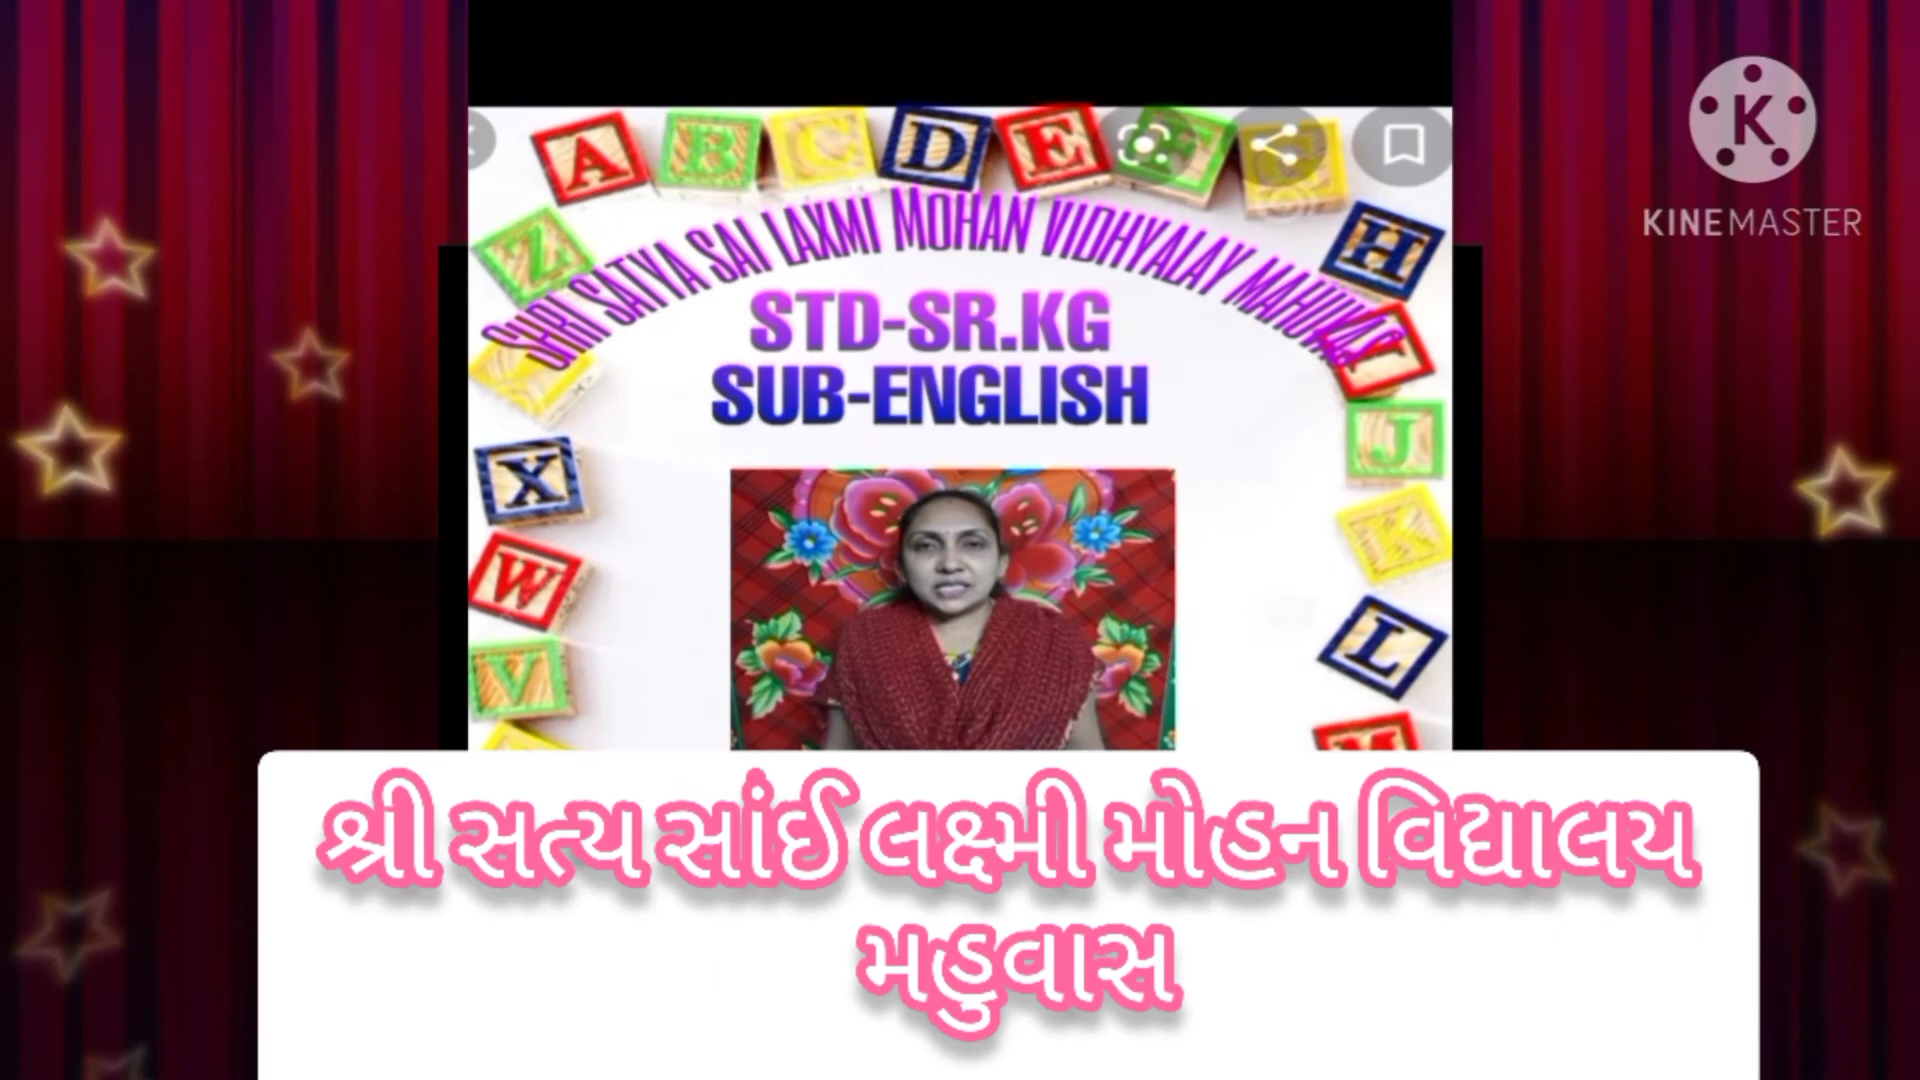 K
KINEMASTER
A B C D E F G
H
Z
SHRI SATYA SAI LAXMI MOHAN VIDHYALAY MAHUVAS
STD-SR.KG
I
SUB-ENGLISH
J
X
K
W
L
V
M
શ્રી સત્ય સાંઈ લક્ષ્મી મોહન વિદ્યાલય
મહુવાસ